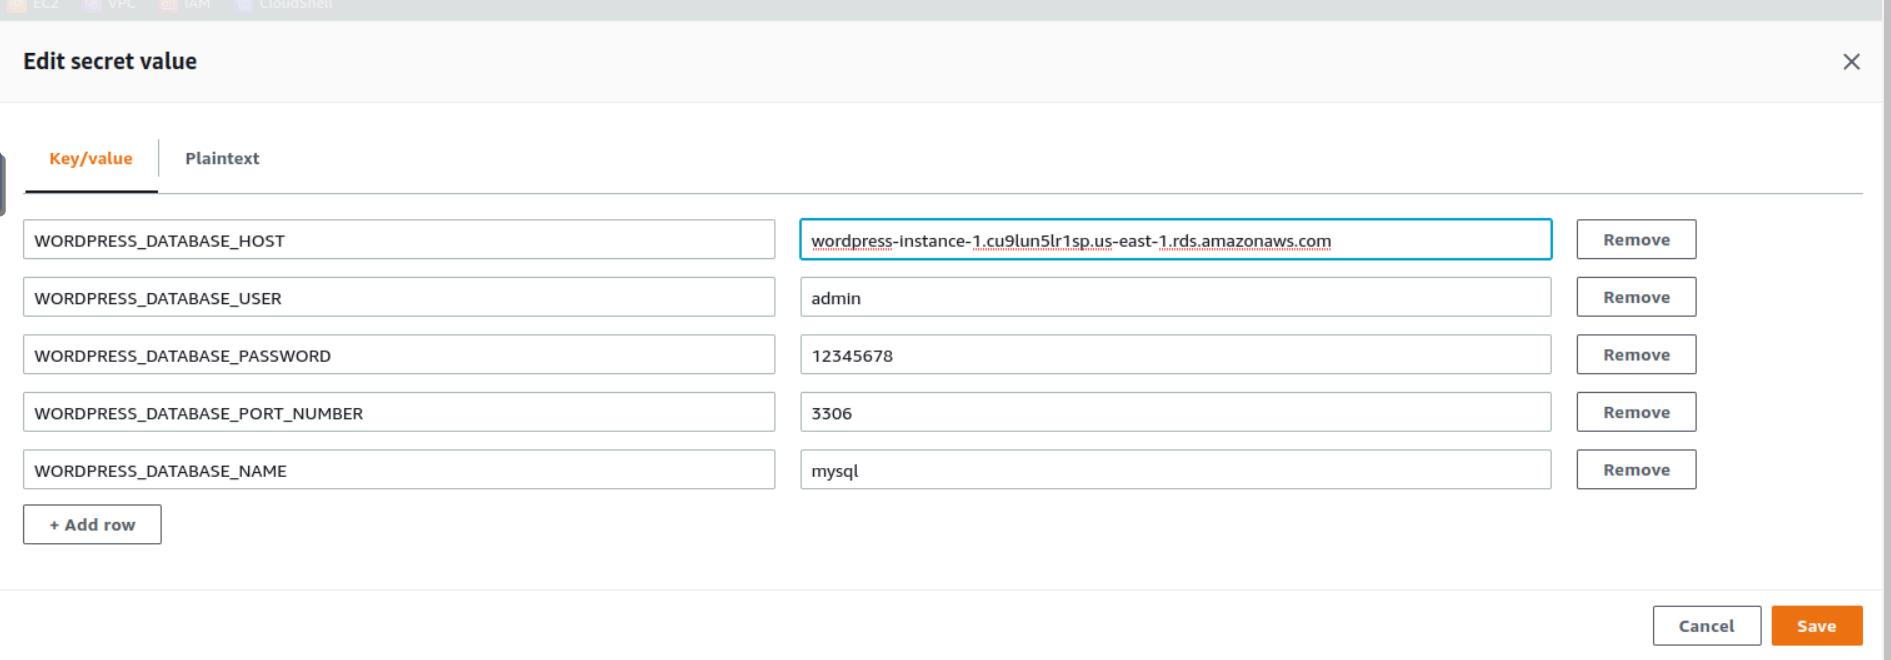 EC2 VPC IAM CloudShell
Edit secret value
Key/value Plaintext
WORDPRESS_DATABASE_HOST wordpress-instance-1.cu9lun5lr1sp.us-east-1.rds.amazonaws.com Remove
WORDPRESS_DATABASE_USER admin Remove
WORDPRESS_DATABASE_PASSWORD 12345678 Remove
WORDPRESS_DATABASE_PORT_NUMBER 3306 Remove
WORDPRESS_DATABASE_NAME mysql Remove
+ Add row
Cancel Save